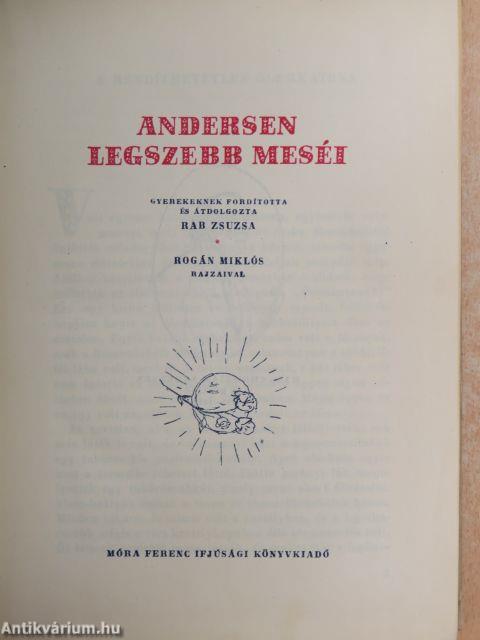 ANDERSEN
LEGSZEBB MESÉI
GYEREKEKNEK FORDÍTOTTA
ÉS ÁTDOLGOZTA
RAB ZSUZSA
*
ROGÁN MIKLÓS
RAJZAIVAL
MÓRA FERENC IFJÚSÁGI KÖNYVKIADÓ
Antikvárium.hu